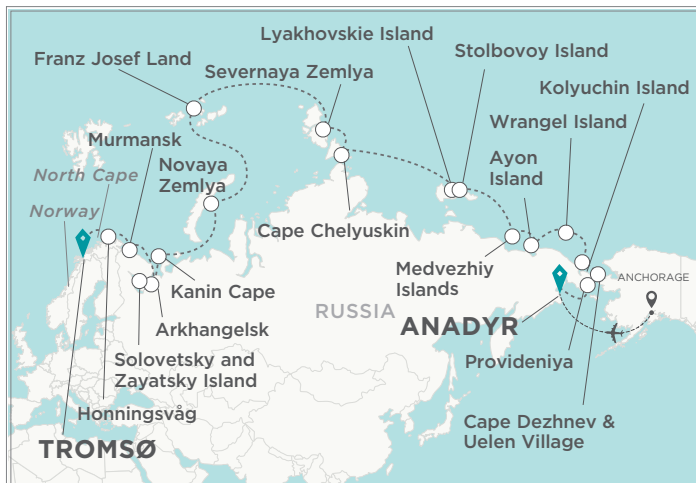 Lyakhovskie Island
Stolbovoy Island
Franz Josef Land
Severnaya Zemlya
Kolyuchin Island
Wrangel Island
Murmansk
Novaya
Zemlya
Ayon
Island
North Cape
Norway
Cape Chelyuskin
Medvezhiy
Islands
ANCHORAGE
Kanin Cape
RUSSIA
ANADYR
Arkhangelsk
Solovetsky and
Zayatsky Island
Provideniya
Honningsvåg
Cape Dezhnev &
Uelen Village
TROMSØ